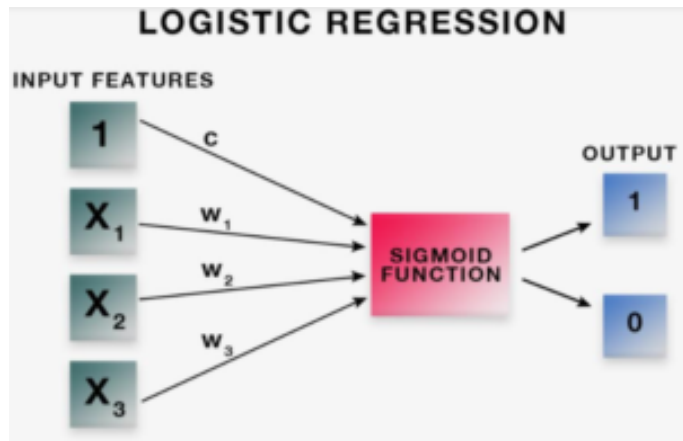 LOGISTIC REGRESSION
INPUT FEATURES
1
C
X₁
W₁
X₂
W₂
X₃
W₃
SIGMOID
FUNCTION
OUTPUT
1
0